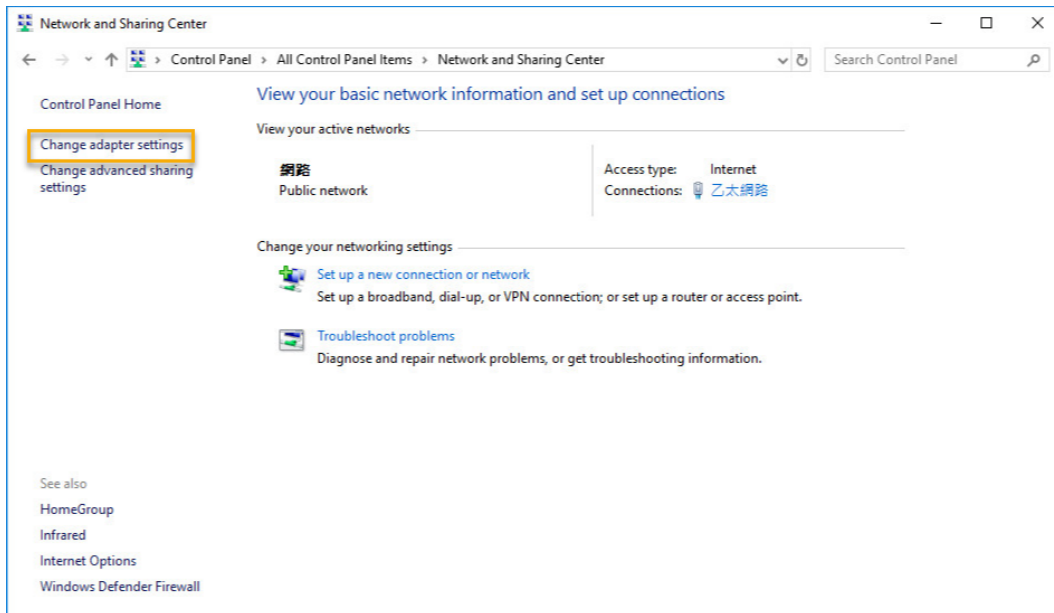 Network and Sharing Center
Control Panel > All Control Panel Items > Network and Sharing Center
Search Control Panel
Control Panel Home
Change adapter settings
Change advanced sharing
settings
View your basic network information and set up connections
View your active networks
網路
Public network
Access type: Internet
Connections: 乙太網路
Change your networking settings
Set up a new connection or network
Set up a broadband, dial-up, or VPN connection; or set up a router or access point.
Troubleshoot problems
Diagnose and repair network problems, or get troubleshooting information.
See also
HomeGroup
Infrared
Internet Options
Windows Defender Firewall